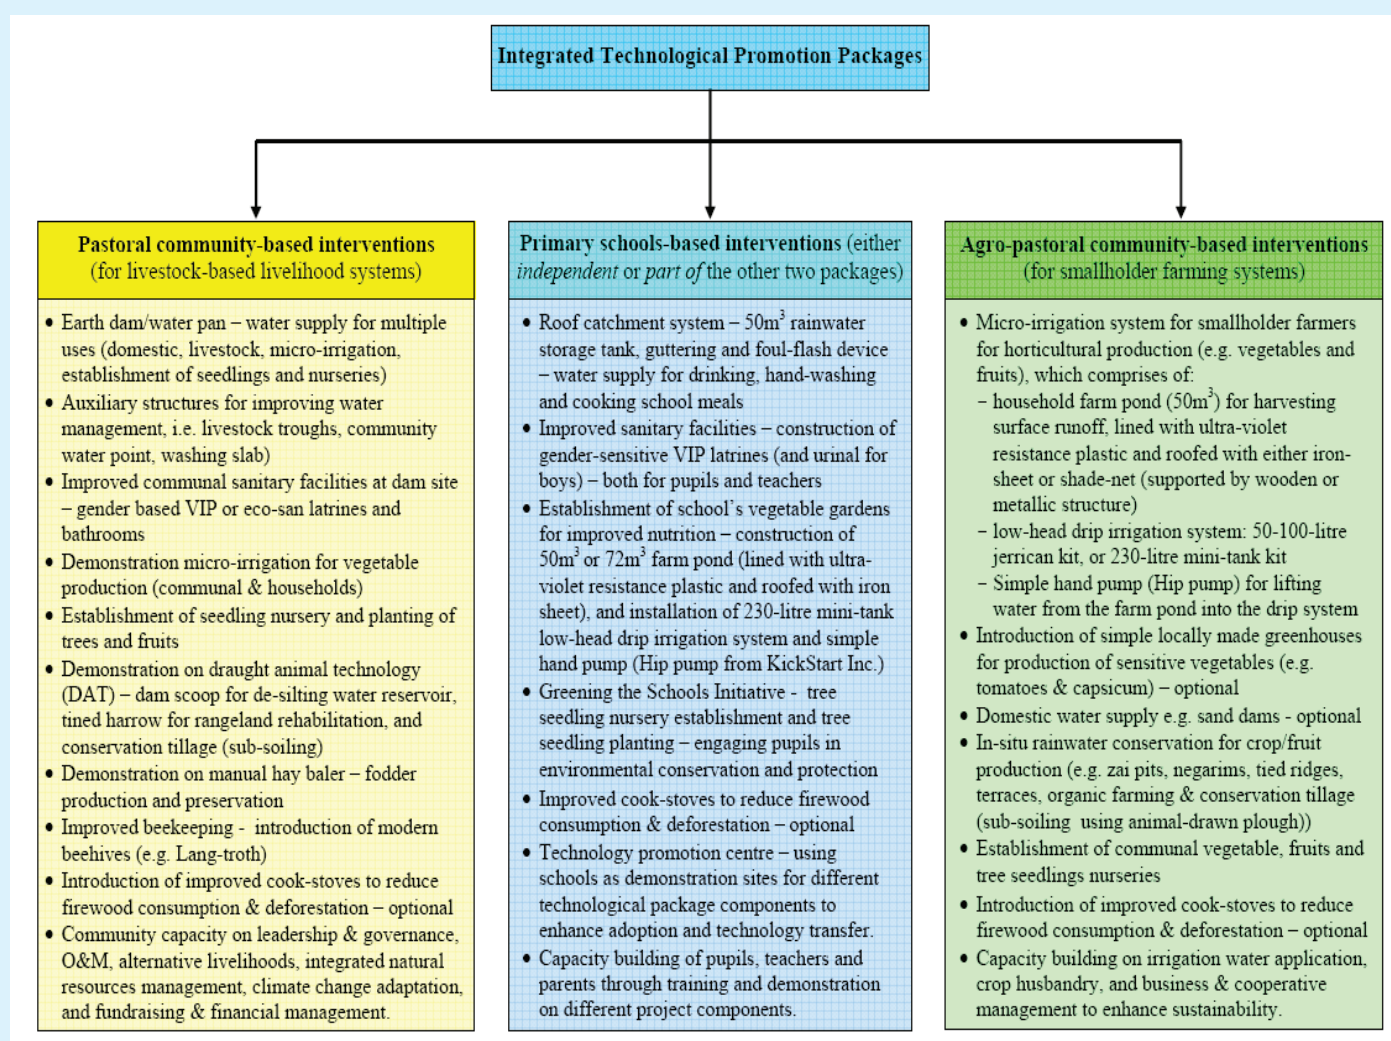 Integrated Technological Promotion Packages
Pastoral community-based interventions
(for livestock-based livelihood systems)
• Earth dam/water pan – water supply for multiple
uses (domestic, livestock, micro-irrigation,
establishment of seedlings and nurseries)
• Auxiliary structures for improving water
management, i.e. livestock troughs, community
water point, washing slab)
• Improved communal sanitary facilities at dam site
– gender based VIP or eco-san latrines and
bathrooms
• Demonstration micro-irrigation for vegetable
production (communal & households)
• Establishment of seedling nursery and planting of
trees and fruits
• Demonstration on draught animal technology
(DAT) – dam scoop for de-silting water reservoir,
tined harrow for rangeland rehabilitation, and
conservation tillage (sub-soiling)
• Demonstration on manual hay baler – fodder
production and preservation
• Improved beekeeping - introduction of modern
beehives (e.g. Lang-troth)
• Introduction of improved cook-stoves to reduce
firewood consumption & deforestation – optional
• Community capacity on leadership & governance,
O&M, alternative livelihoods, integrated natural
resources management, climate change adaptation,
and fundraising & financial management.
Primary schools-based interventions (either
independent or part of the other two packages)
• Roof catchment system – 50m³ rainwater
storage tank, guttering and foul-flash device
– water supply for drinking, hand-washing
and cooking school meals
• Improved sanitary facilities – construction of
gender-sensitive VIP latrines (and urinal for
boys) – both for pupils and teachers
• Establishment of school's vegetable gardens
for improved nutrition – construction of
50m³ or 72m³ farm pond (lined with ultra-
violet resistance plastic and roofed with iron
sheet), and installation of 230-litre mini-tank
low-head drip irrigation system and simple
hand pump (Hip pump from KickStart Inc.)
• Greening the Schools Initiative - tree
seedling nursery establishment and tree
seedling planting – engaging pupils in
environmental conservation and protection
• Improved cook-stoves to reduce firewood
consumption & deforestation – optional
• Technology promotion centre – using
schools as demonstration sites for different
technological package components to
enhance adoption and technology transfer.
• Capacity building of pupils, teachers and
parents through training and demonstration
on different project components.
Agro-pastoral community-based interventions
(for smallholder farming systems)
• Micro-irrigation system for smallholder farmers
for horticultural production (e.g. vegetables and
fruits), which comprises of:
– household farm pond (50m³) for harvesting
surface runoff, lined with ultra-violet
resistance plastic and roofed with either iron-
sheet or shade-net (supported by wooden or
metallic structure)
– low-head drip irrigation system: 50-100-litre
jerrican kit, or 230-litre mini-tank kit
– Simple hand pump (Hip pump) for lifting
water from the farm pond into the drip system
• Introduction of simple locally made greenhouses
for production of sensitive vegetables (e.g.
tomatoes & capsicum) – optional
• Domestic water supply e.g. sand dams - optional
• In-situ rainwater conservation for crop/fruit
production (e.g. zai pits, negarims, tied ridges,
terraces, organic farming & conservation tillage
(sub-soiling using animal-drawn plough))
• Establishment of communal vegetable, fruits and
tree seedlings nurseries
• Introduction of improved cook-stoves to reduce
firewood consumption & deforestation – optional
• Capacity building on irrigation water application,
crop husbandry, and business & cooperative
management to enhance sustainability.